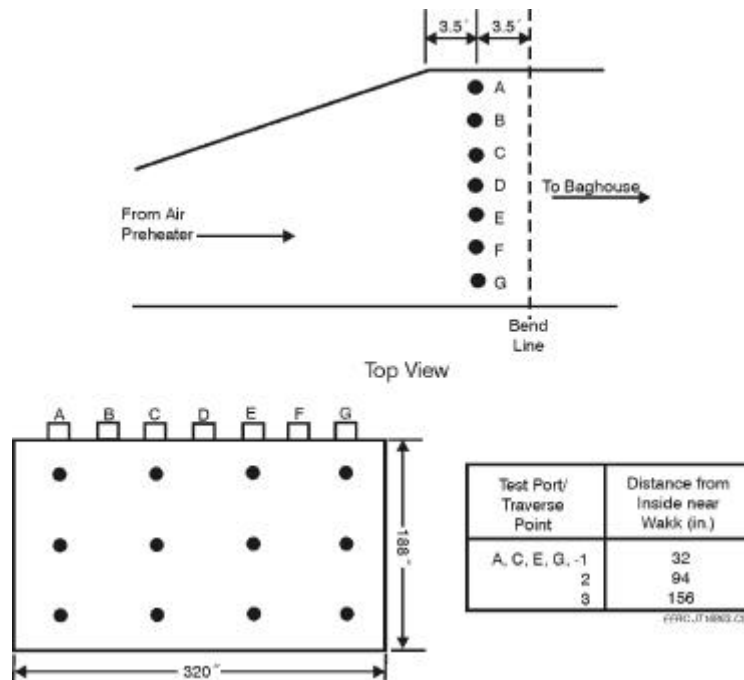 3.5´ 3.5´
A
B
C
D
E
F
G
To Baghouse
From Air
Preheater
Bend
Line
Top View
A B C D E F G
188˝
320˝
Test Port/
Traverse
Point
Distance from
Inside near
Wakk (in.)
A, C, E, G, -1 32
2 94
3 156